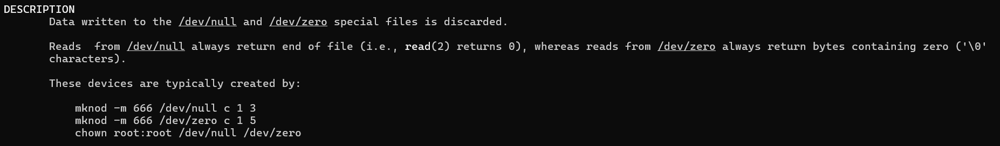 DESCRIPTION
Data written to the /dev/null and /dev/zero special files is discarded.
Reads  from /dev/null always return end of file (i.e., read(2) returns 0), whereas reads from /dev/zero always return bytes containing zero ('\0'
characters).
These devices are typically created by:
mknod -m 666 /dev/null c 1 3
mknod -m 666 /dev/zero c 1 5
chown root:root /dev/null /dev/zero